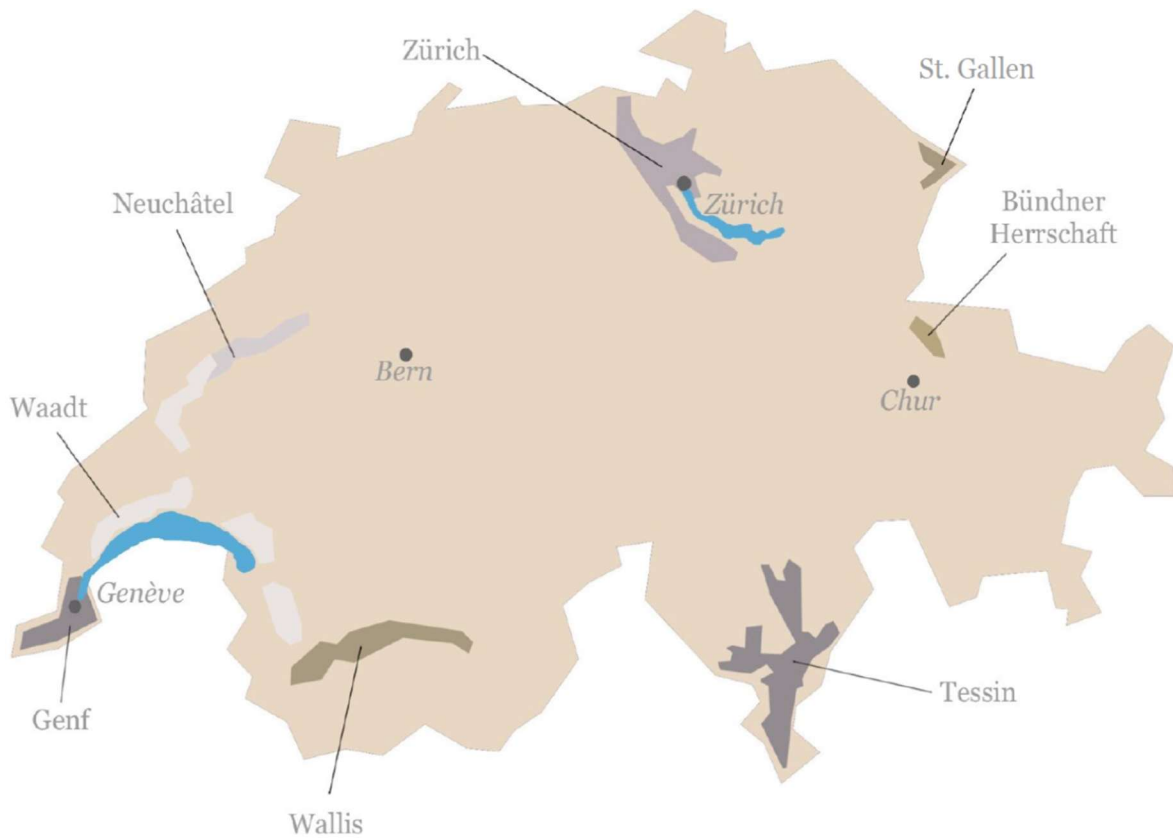 Zürich
St. Gallen
Neuchâtel
Zürich
Bündner
Herrschaft
Bern
Waadt
Chur
Genève
Genf
Tessin
Wallis